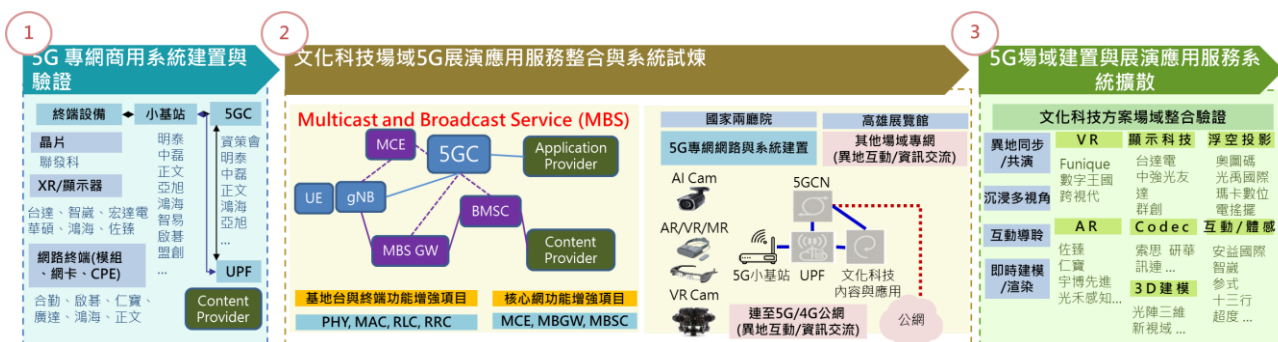 1
5G 專網商用系統建置與
驗證
終端設備
小基站
5GC
晶片
聯發科
XR/顯示器
台達、智崴、宏達電
華碩、鴻海、佐臻
網路終端(模組
、網卡、CPE)
合勤、啟碁、仁寶、
廣達、鴻海、正文
明泰
中磊
正文
亞旭
鴻海
智易
啟碁
盟創
...
資策會
明泰
中磊
正文
鴻海
亞旭
...
UPF
Content
Provider
2
文化科技場域5G展演應用服務整合與系統試煉
Multicast and Broadcast Service (MBS)
MCE
5GC
Application
Provider
UE
gNB
BMSC
MBS GW
Content
Provider
基地台與終端功能增強項目
核心網功能增強項目
PHY, MAC, RLC, RRC
MCE, MBGW, MBSC
國家兩廳院
高雄展覽館
5G專網網路與系統建置
其他場域專網
(異地互動/資訊交流)
AI Cam
5GCN
AR/VR/MR
5G小基站
UPF
文化科技
內容與應用
VR Cam
連至5G/4G公網
(異地互動/資訊交流)
公網
3
5G場域建置與展演應用服務系
統擴散
文化科技方案場域整合驗證
異地同步
/共演
沉浸多視角
互動導聆
即時建模
/渲染
VR
Funique
數字王國
跨視代
顯示科技
台達電
中強光友
達
群創
浮空投影
奧圖碼
光禹國際
瑪卡數位
電搖擺
AR
佐臻
仁寶
宇博先進
光禾感知...
Codec
索思 研華
訊連 ...
3D建模
光陣三維
新視域 ...
互動/體感
安益國際
智崴
參式
十三行
超度 ...